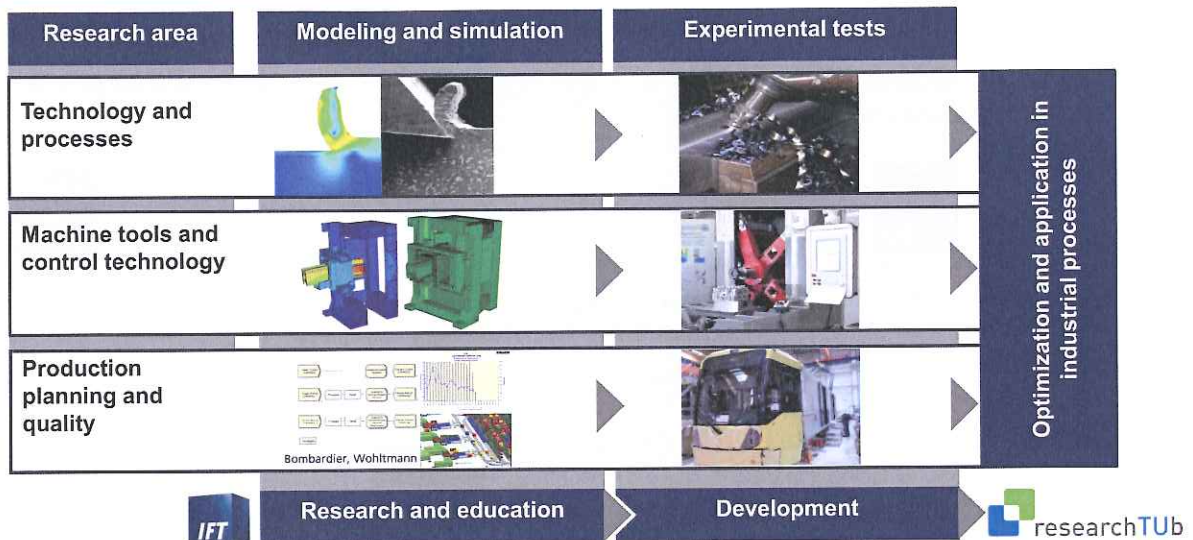 Research area
Modeling and simulation
Experimental tests
Technology and
processes
Machine tools and
control technology
Production
planning and
quality
Bombardier, Wohltmann
Optimization and application in
industrial processes
IFT
Research and education
Development
researchTUb